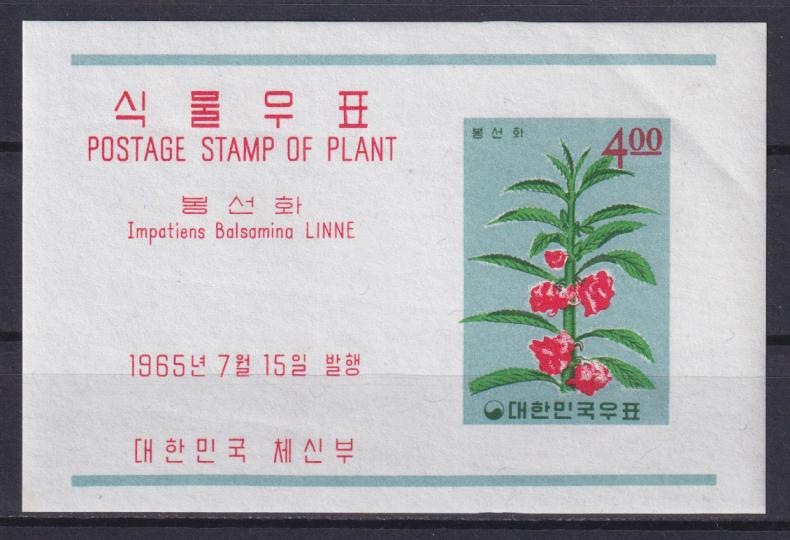 식물우표
POSTAGE STAMP OF PLANT
봉선화
Impatiens Balsamina LINNE
1965년 7월 15일 발행
대한민국 체신부
봉선화
4.00
대한민국우표